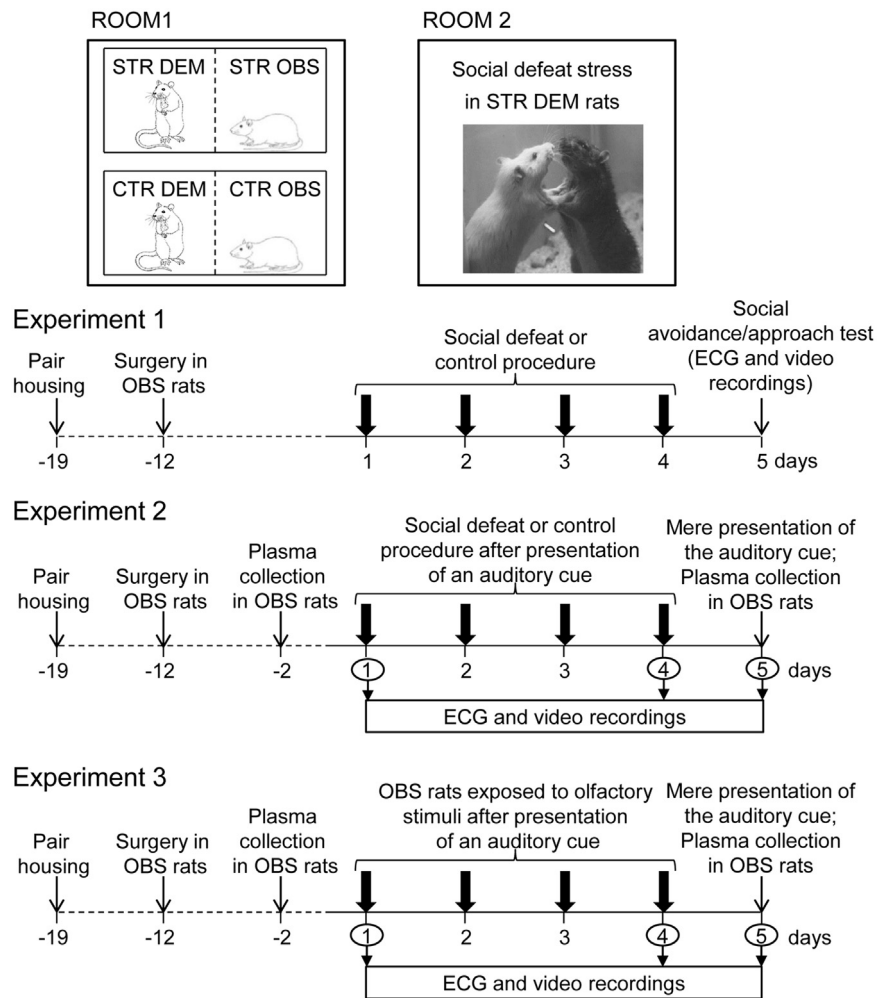 ROOM1
ROOM 2
STR DEM
STR OBS
CTR DEM
CTR OBS
Social defeat stress
in STR DEM rats
Experiment 1
Pair
housing
Surgery in
OBS rats
Social defeat or
control procedure
Social
avoidance/approach test
(ECG and video
recordings)
-19
-12
1
2
3
4
5 days
Experiment 2
Pair
housing
Surgery in
OBS rats
Plasma
collection
in OBS rats
Social defeat or control
procedure after presentation
of an auditory cue
Mere presentation of
the auditory cue;
Plasma collection
in OBS rats
-19
-12
-2
1
2
3
4
5 days
ECG and video recordings
Experiment 3
Pair
housing
Surgery in
OBS rats
Plasma
collection
in OBS rats
OBS rats exposed to olfactory
stimuli after presentation
of an auditory cue
Mere presentation of
the auditory cue;
Plasma collection
in OBS rats
-19
-12
-2
1
2
3
4
5 days
ECG and video recordings